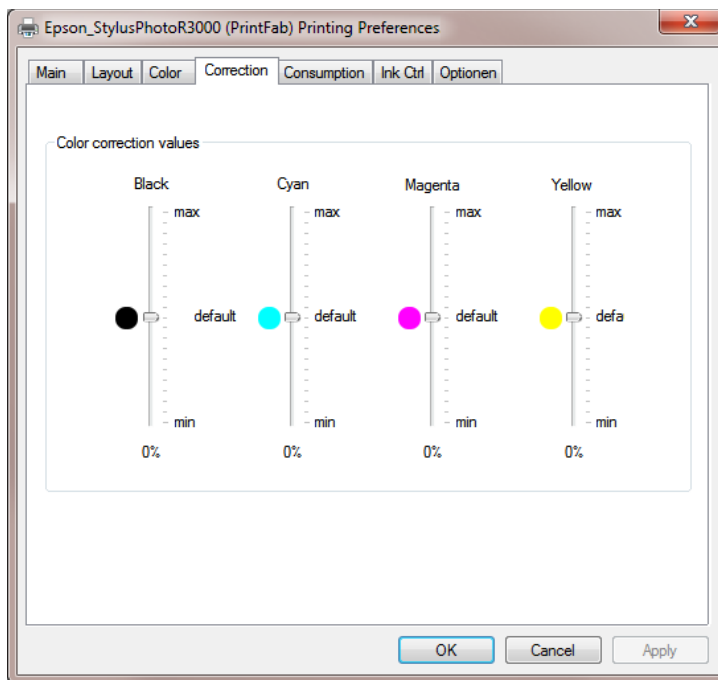 Epson_StylusPhotoR3000 (PrintFab) Printing Preferences
Main Layout Color Correction Consumption Ink Ctrl Optionen
Color correction values
Black Cyan Magenta Yellow
max max max max
default default default defa
min min min min
0% 0% 0% 0%
OK Cancel Apply